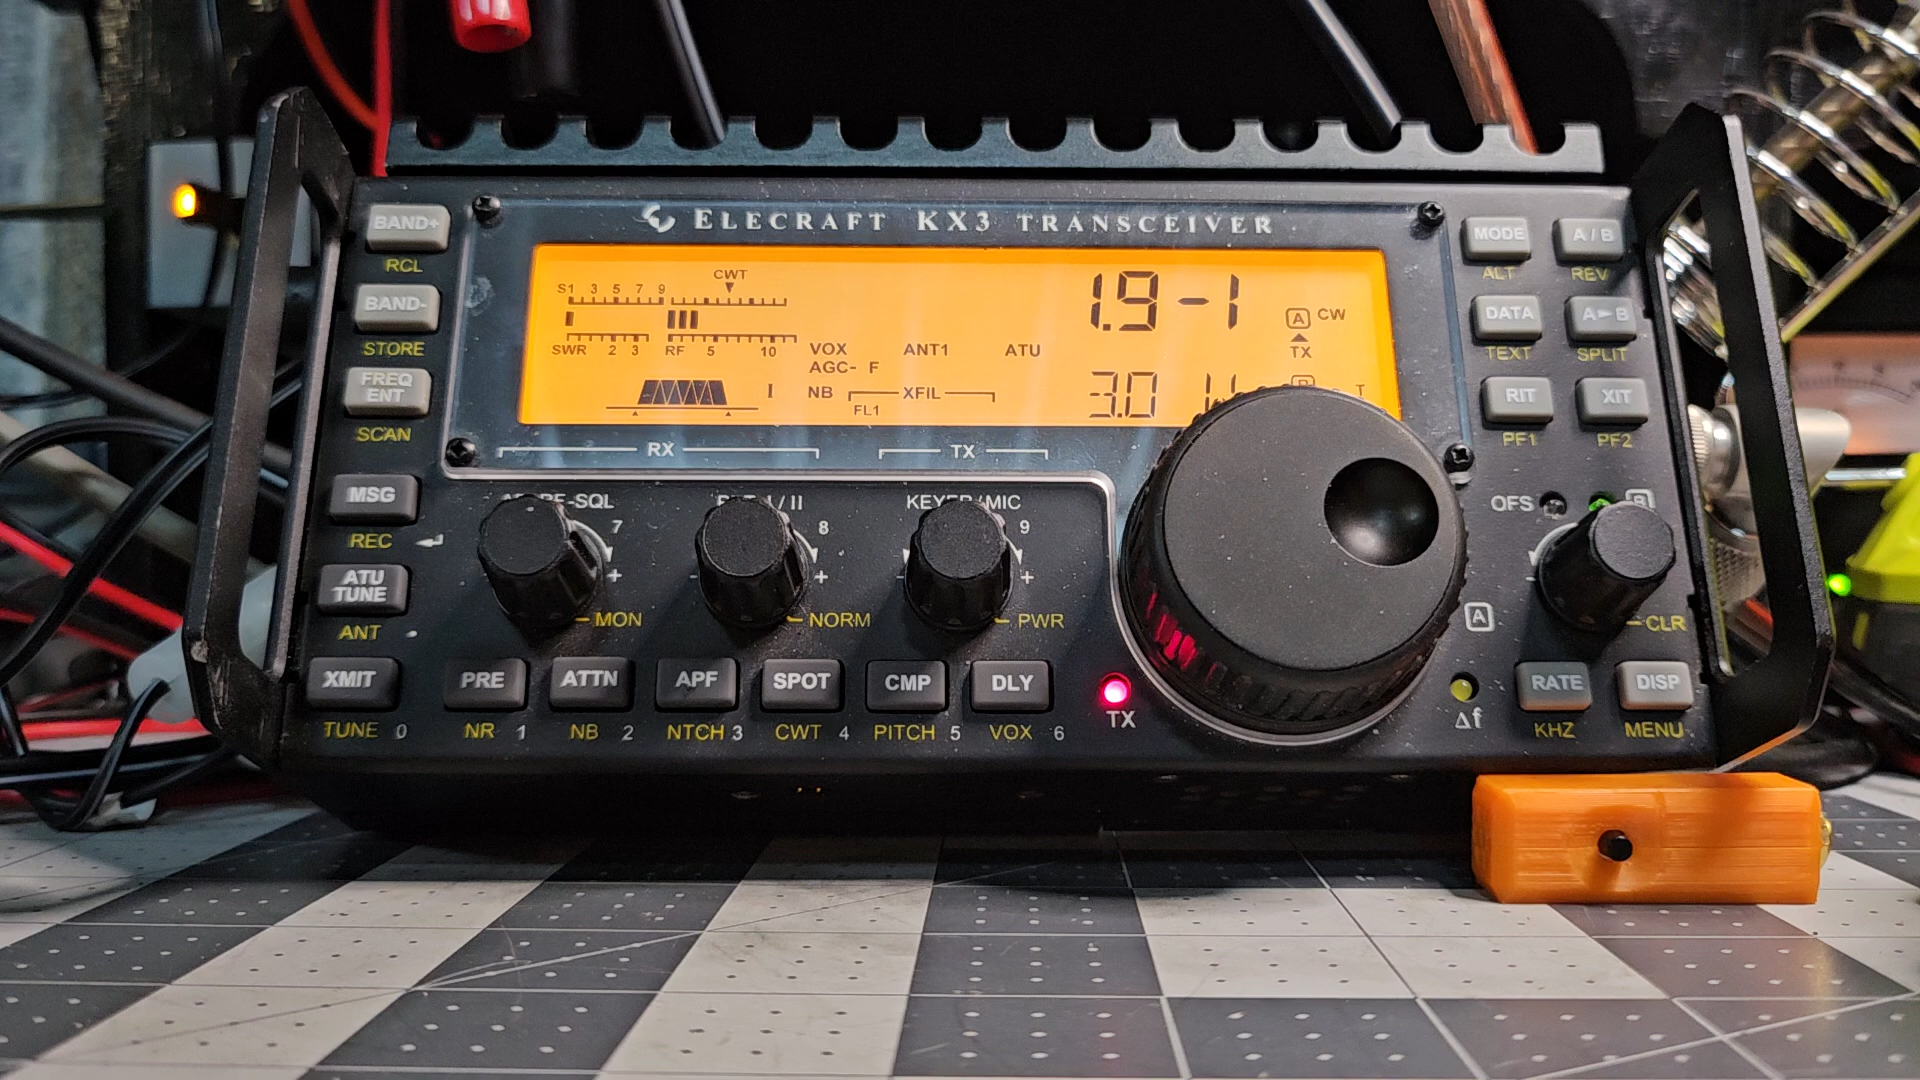 ELECRAFT KX3 TRANSCEIVER
BAND+
RCL
BAND-
STORE
FREQ
ENT
SCAN
MSG
REC
ATU
TUNE
ANT
XMIT
TUNE 0
CWT
S1 3 5 7 9
SWR 2 3 RF 5 10
VOX ANT1 ATU
AGC- F
NB XFIL
FL1
I
1.9-1
A CW
TX
3.0
T
RX
TX
-SQL
7
+
MON
I / II
8
- +
NORM
KEYER/MIC
9
- +
PWR
PRE
NR 1
ATTN
NB 2
APF
NTCH 3
SPOT
CWT 4
CMP
PITCH 5
DLY
VOX 6
TX
MODE
ALT
A / B
REV
DATA
TEXT
A►B
SPLIT
RIT
PF1
XIT
PF2
OFS B
-
A
CLR
Δf
RATE
KHZ
DISP
MENU